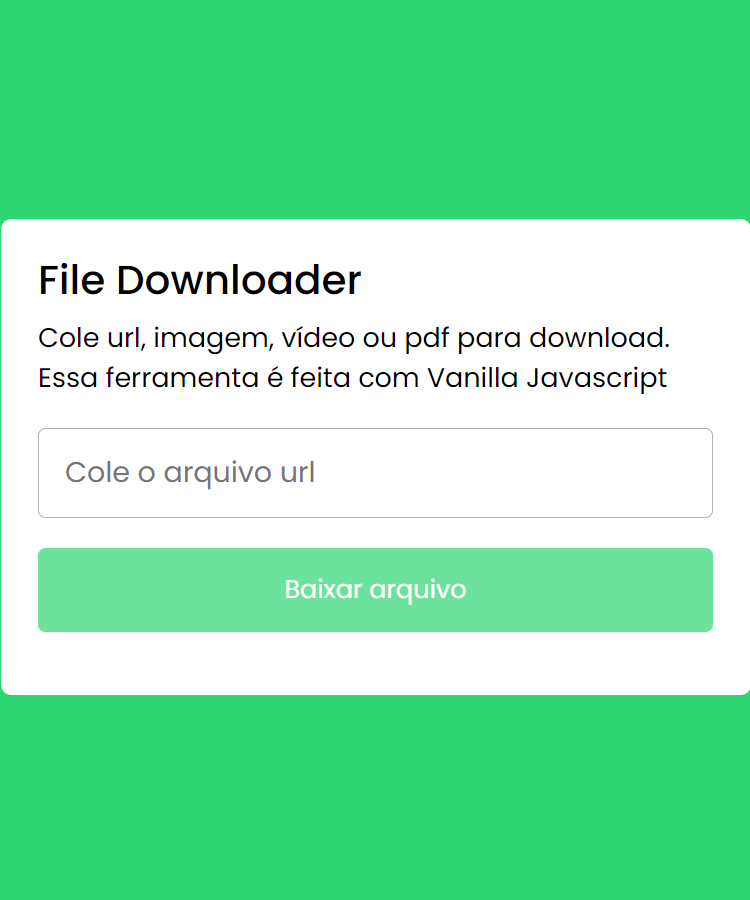 File Downloader
Cole url, imagem, vídeo ou pdf para download.
Essa ferramenta é feita com Vanilla Javascript
Cole o arquivo url
Baixar arquivo